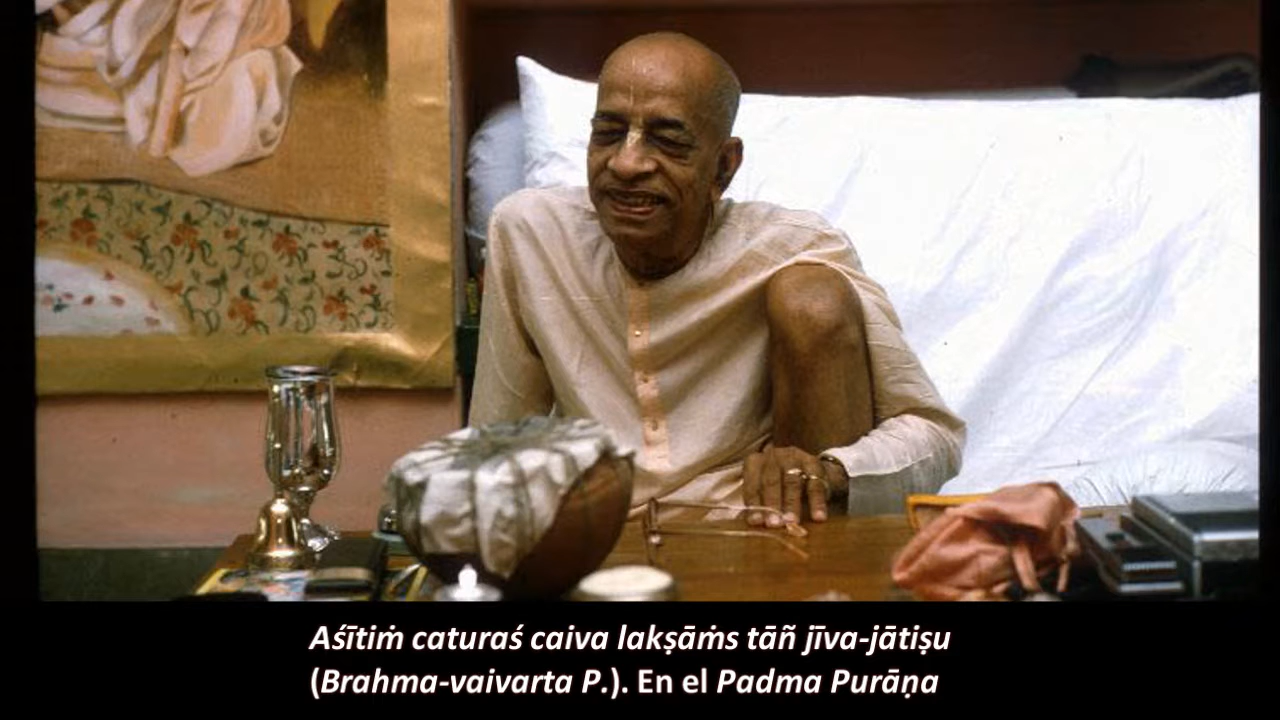 Aśītiṁ caturaś caiva lakṣāṁs tāñ jīva-jātiṣu
(Brahma-vaivarta P.). En el Padma Purāṇa